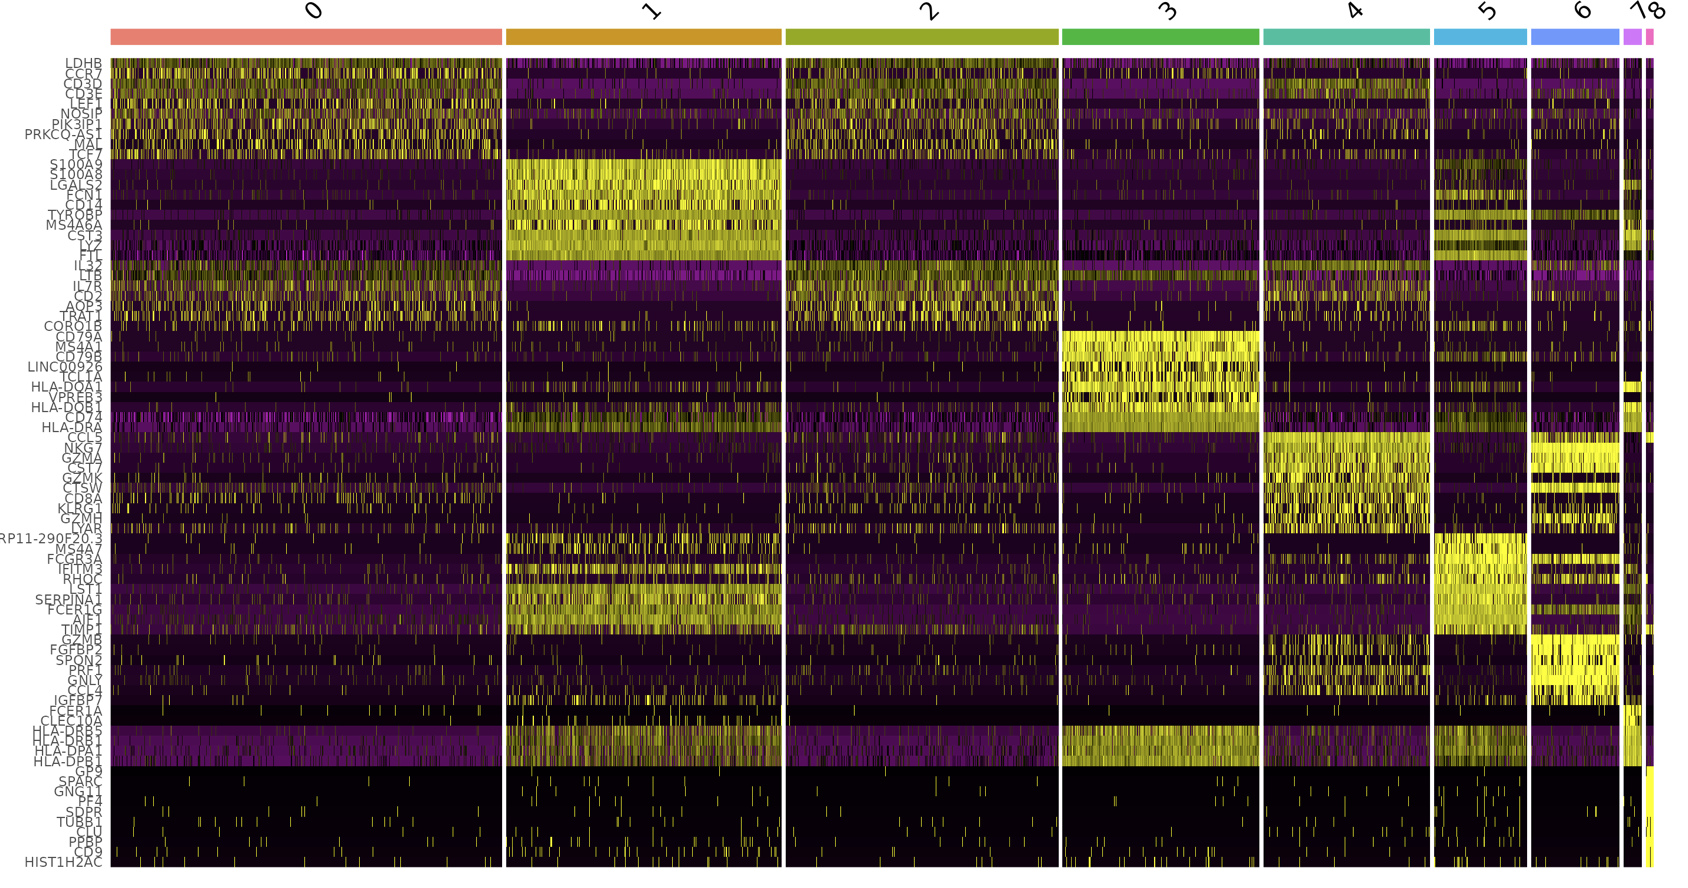 0 1 2 3 4 5 6 7 8
LDHB
CCR7
CD3D
CD3E
LEF1
NOSIP
PIK3IP1
PRKCQ-AS1
MAL
TCF7
S100A9
S100A8
LGALS2
FCN1
CD14
TYROBP
MS4A6A
CST3
LYZ
FTL
IL32
LTB
IL7R
CD2
AQP3
TRAT1
CORO1B
CD79A
MS4A1
CD79B
LINC00926
TCL1A
HLA-DQA1
VPREB3
HLA-DQB1
CD74
HLA-DRA
CCL5
NKG7
GZMA
CST7
GZMK
CTSW
CD8A
KLRG1
GZMH
LYAR
RP11-290F20.3
MS4A7
FCGR3A
IFITM3
RHOC
LST1
SERPINA1
FCER1G
AIF1
TIMP1
GZMB
FGFBP2
SPON2
PRF1
GNLY
CCL4
IGFBP7
FCER1A
CLEC10A
HLA-DRB5
HLA-DRB1
HLA-DPA1
HLA-DPB1
GP9
SPARC
GNG11
PF4
SDPR
TUBB1
CLU
PPBP
CD9
HIST1H2AC